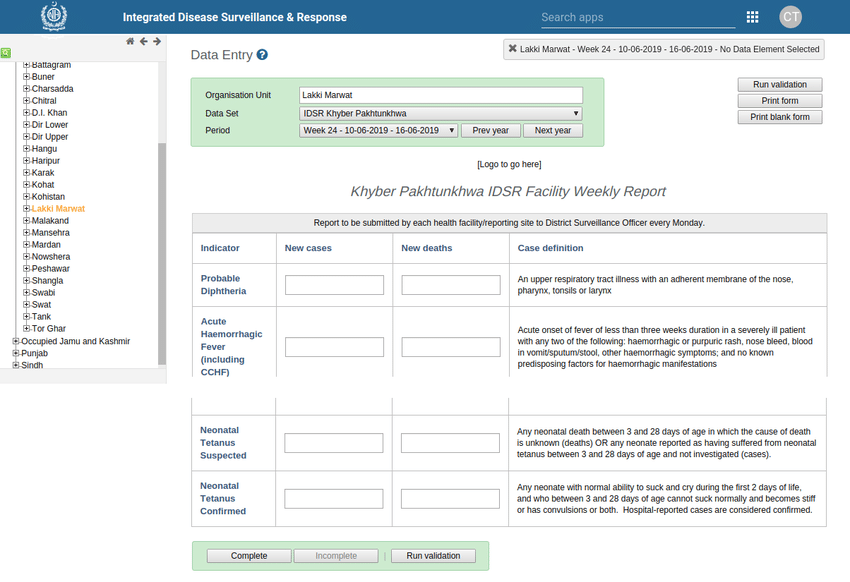 Integrated Disease Surveillance & Response
Search apps
CT
Battagram
Buner
Charsadda
Chitral
D.I. Khan
Dir Lower
Dir Upper
Hangu
Haripur
Karak
Kohat
Kohistan
Lakki Marwat
Malakand
Mansehra
Mardan
Nowshera
Peshawar
Shangla
Swabi
Swat
Tank
Tor Ghar
Occupied Jamu and Kashmir
Punjab
Sindh
Data Entry
Lakki Marwat - Week 24 - 10-06-2019 - 16-06-2019 - No Data Element Selected
Organisation Unit Lakki Marwat
Data Set IDSR Khyber Pakhtunkhwa
Period Week 24 - 10-06-2019 - 16-06-2019 Prev year Next year
Run validation
Print form
Print blank form
[Logo to go here]
Khyber Pakhtunkhwa IDSR Facility Weekly Report
Report to be submitted by each health facility/reporting site to District Surveillance Officer every Monday.
Indicator New cases New deaths Case definition
Probable
Diphtheria
An upper respiratory tract illness with an adherent membrane of the nose,
pharynx, tonsils or larynx
Acute
Haemorrhagic
Fever
(including
CCHF)
Acute onset of fever of less than three weeks duration in a severely ill patient
with any two of the following: haemorrhagic or purpuric rash, nose bleed, blood
in vomit/sputum/stool, other haemorrhagic symptoms; and no known
predisposing factors for haemorrhagic manifestations
Neonatal
Tetanus
Suspected
Any neonatal death between 3 and 28 days of age in which the cause of death
is unknown (deaths) OR any neonate reported as having suffered from neonatal
tetanus between 3 and 28 days of age and not investigated (cases).
Neonatal
Tetanus
Confirmed
Any neonate with normal ability to suck and cry during the first 2 days of life,
and who between 3 and 28 days of age cannot suck normally and becomes stiff
or has convulsions or both. Hospital-reported cases are considered confirmed.
Complete Incomplete | Run validation